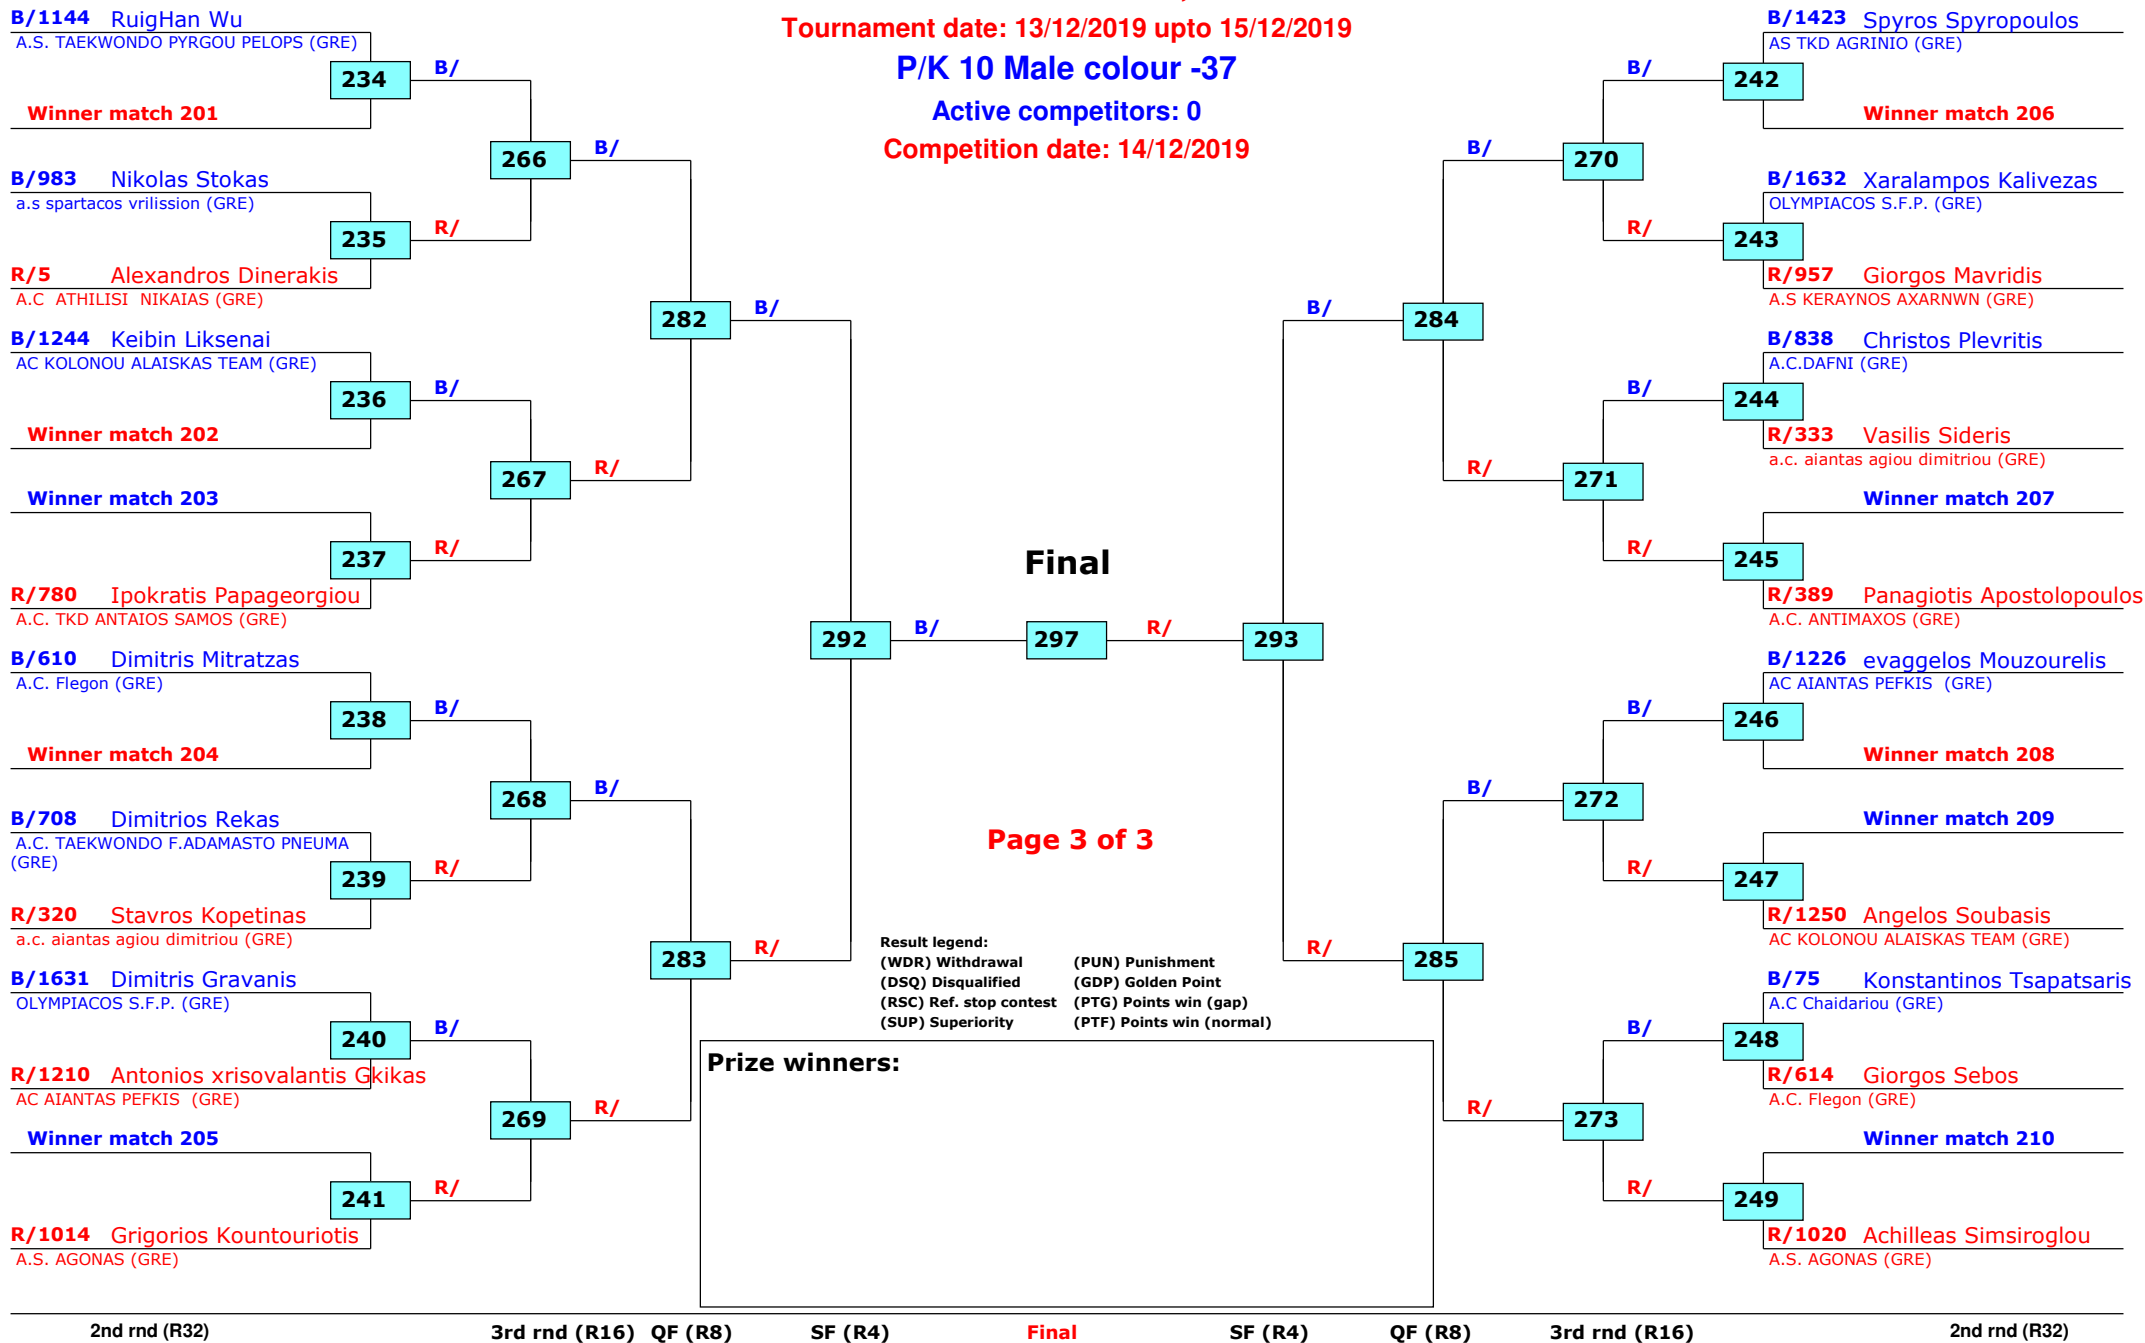 Tournament date: 13/12/2019 upto 15/12/2019
P/K 10 Male colour -37
Active competitors: 0
Competition date: 14/12/2019
B/1144 RuigHan Wu
A.S. TAEKWONDO PYRGOU PELOPS (GRE)
234
B/
Winner match 201
266
B/
B/983 Nikolas Stokas
a.s spartacos vrilission (GRE)
235
R/
R/5 Alexandros Dinerakis
A.C ATHILISI NIKAIAS (GRE)
282
B/
B/1244 Keibin Liksenai
AC KOLONOU ALAISKAS TEAM (GRE)
236
B/
Winner match 202
267
R/
Winner match 203
237
R/
R/780 Ipokratis Papageorgiou
A.C. TKD ANTAIOS SAMOS (GRE)
292
B/
B/610 Dimitris Mitratzas
A.C. Flegon (GRE)
238
B/
Winner match 204
268
B/
B/708 Dimitrios Rekas
A.C. TAEKWONDO F.ADAMASTO PNEUMA
(GRE)
239
R/
R/320 Stavros Kopetinas
a.c. aiantas agiou dimitriou (GRE)
283
R/
B/1631 Dimitris Gravanis
OLYMPIACOS S.F.P. (GRE)
240
B/
R/1210 Antonios xrisovalantis Gkikas
AC AIANTAS PEFKIS (GRE)
269
R/
Winner match 205
241
R/
R/1014 Grigorios Kountouriotis
A.S. AGONAS (GRE)
Final
297
R/
293
Page 3 of 3
Result legend:
(WDR) Withdrawal (PUN) Punishment
(DSQ) Disqualified (GDP) Golden Point
(RSC) Ref. stop contest (PTG) Points win (gap)
(SUP) Superiority (PTF) Points win (normal)
Prize winners:
B/1423 Spyros Spyropoulos
AS TKD AGRINIO (GRE)
B/
242
Winner match 206
B/
270
B/1632 Xaralampos Kalivezas
OLYMPIACOS S.F.P. (GRE)
R/
243
R/957 Giorgos Mavridis
A.S KERAYNOS AXARNWN (GRE)
B/
284
B/838 Christos Plevritis
A.C.DAFNI (GRE)
B/
244
R/333 Vasilis Sideris
a.c. aiantas agiou dimitriou (GRE)
R/
271
Winner match 207
R/
245
R/389 Panagiotis Apostolopoulos
A.C. ANTIMAXOS (GRE)
B/1226 evaggelos Mouzourelis
AC AIANTAS PEFKIS (GRE)
B/
246
Winner match 208
B/
272
Winner match 209
R/
247
R/1250 Angelos Soubasis
AC KOLONOU ALAISKAS TEAM (GRE)
R/
285
B/75 Konstantinos Tsapatsaris
A.C Chaidariou (GRE)
B/
248
R/614 Giorgos Sebos
A.C. Flegon (GRE)
R/
273
Winner match 210
R/
249
R/1020 Achilleas Simsiroglou
A.S. AGONAS (GRE)
2nd rnd (R32) 3rd rnd (R16) QF (R8) SF (R4) Final SF (R4) QF (R8) 3rd rnd (R16) 2nd rnd (R32)